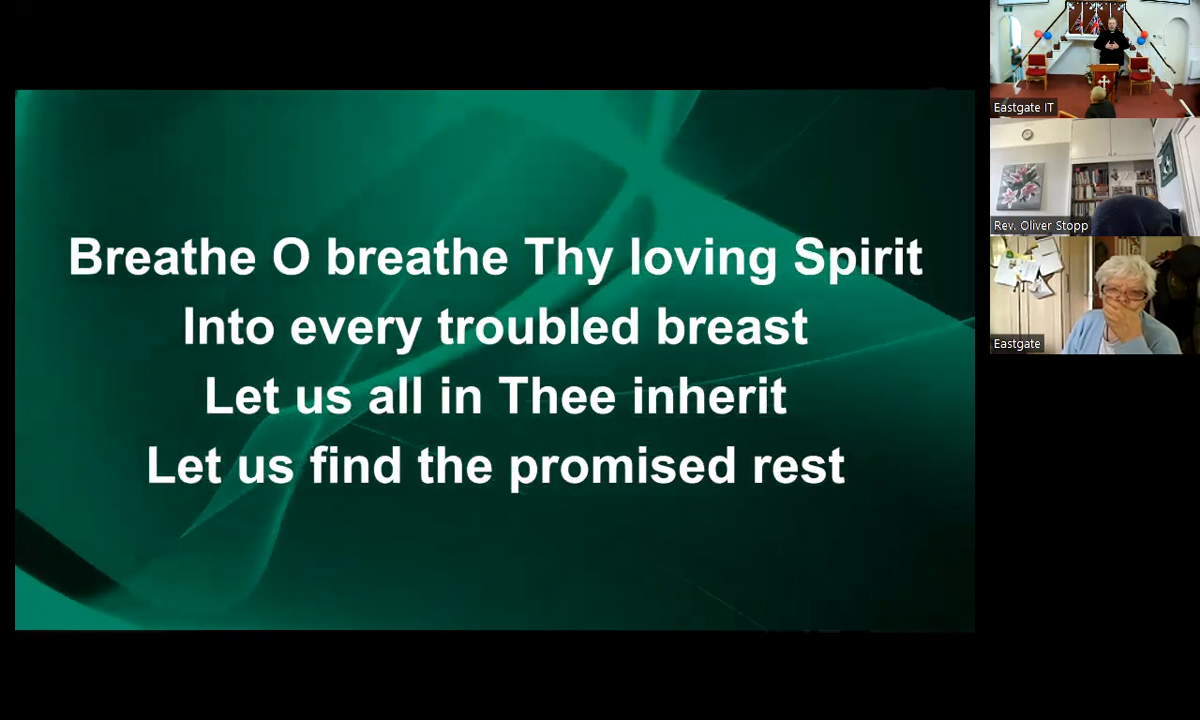 Breathe O breathe Thy loving Spirit
Into every troubled breast
Let us all in Thee inherit
Let us find the promised rest
Eastgate IT
Rev. Oliver Stopp
Eastgate